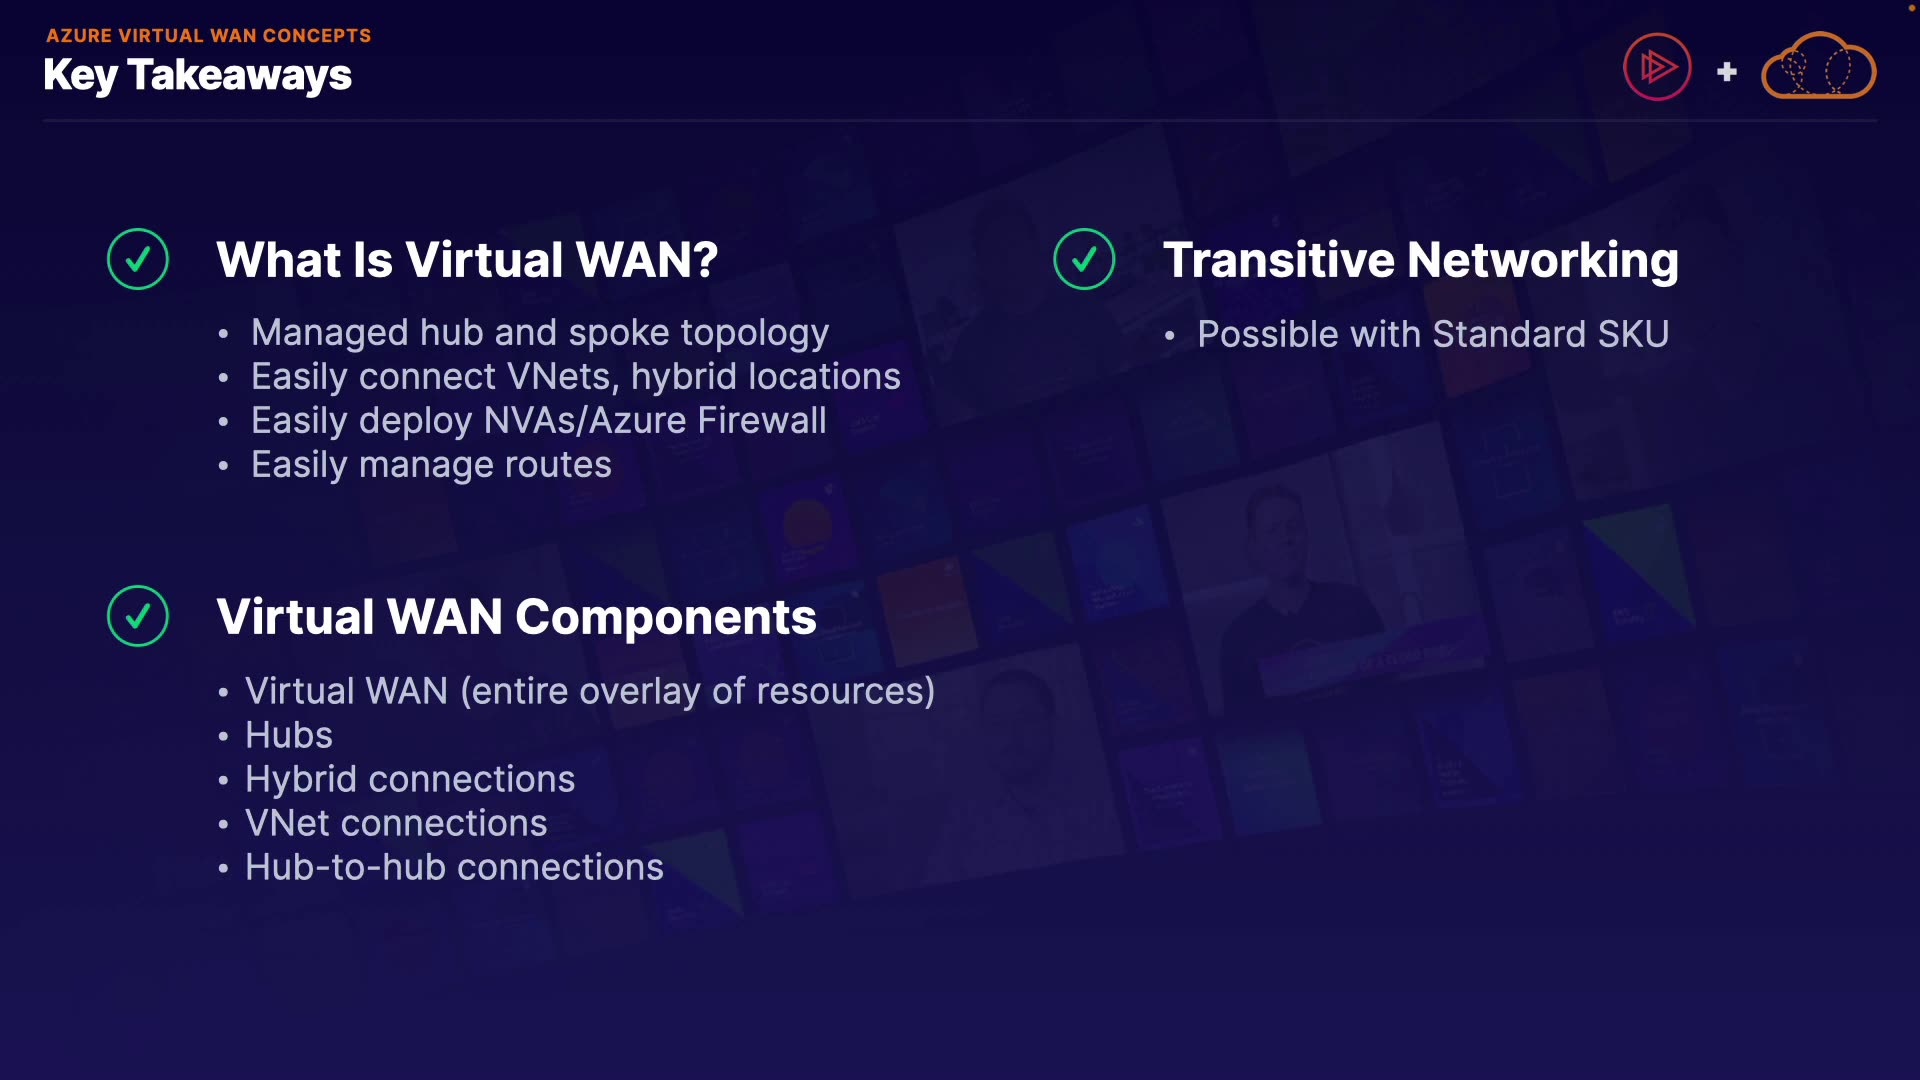 AZURE VIRTUAL WAN CONCEPTS
Key Takeaways
What Is Virtual WAN?
• Managed hub and spoke topology
• Easily connect VNets, hybrid locations
• Easily deploy NVAs/Azure Firewall
• Easily manage routes
Virtual WAN Components
• Virtual WAN (entire overlay of resources)
• Hubs
• Hybrid connections
• VNet connections
• Hub-to-hub connections
Transitive Networking
• Possible with Standard SKU